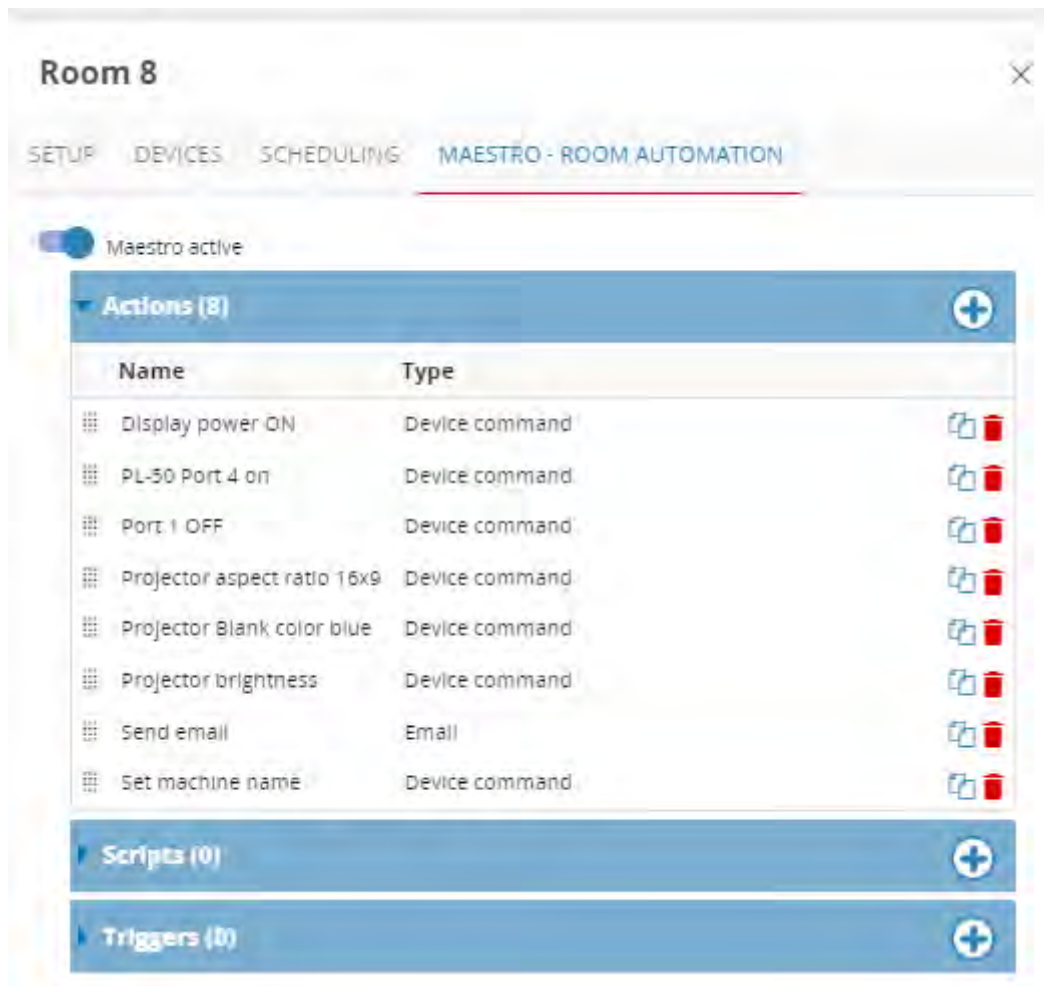 Room 8
SETUP DEVICES SCHEDULING MAESTRO - ROOM AUTOMATION
Maestro active
Actions (8)
Name Type
Display power ON Device command
PL-50 Port 4 on Device command
Port 1 OFF Device command
Projector aspect ratio 16x9 Device command
Projector Blank color blue Device command
Projector brightness Device command
Send email Email
Set machine name Device command
Scripts (0)
Triggers (0)